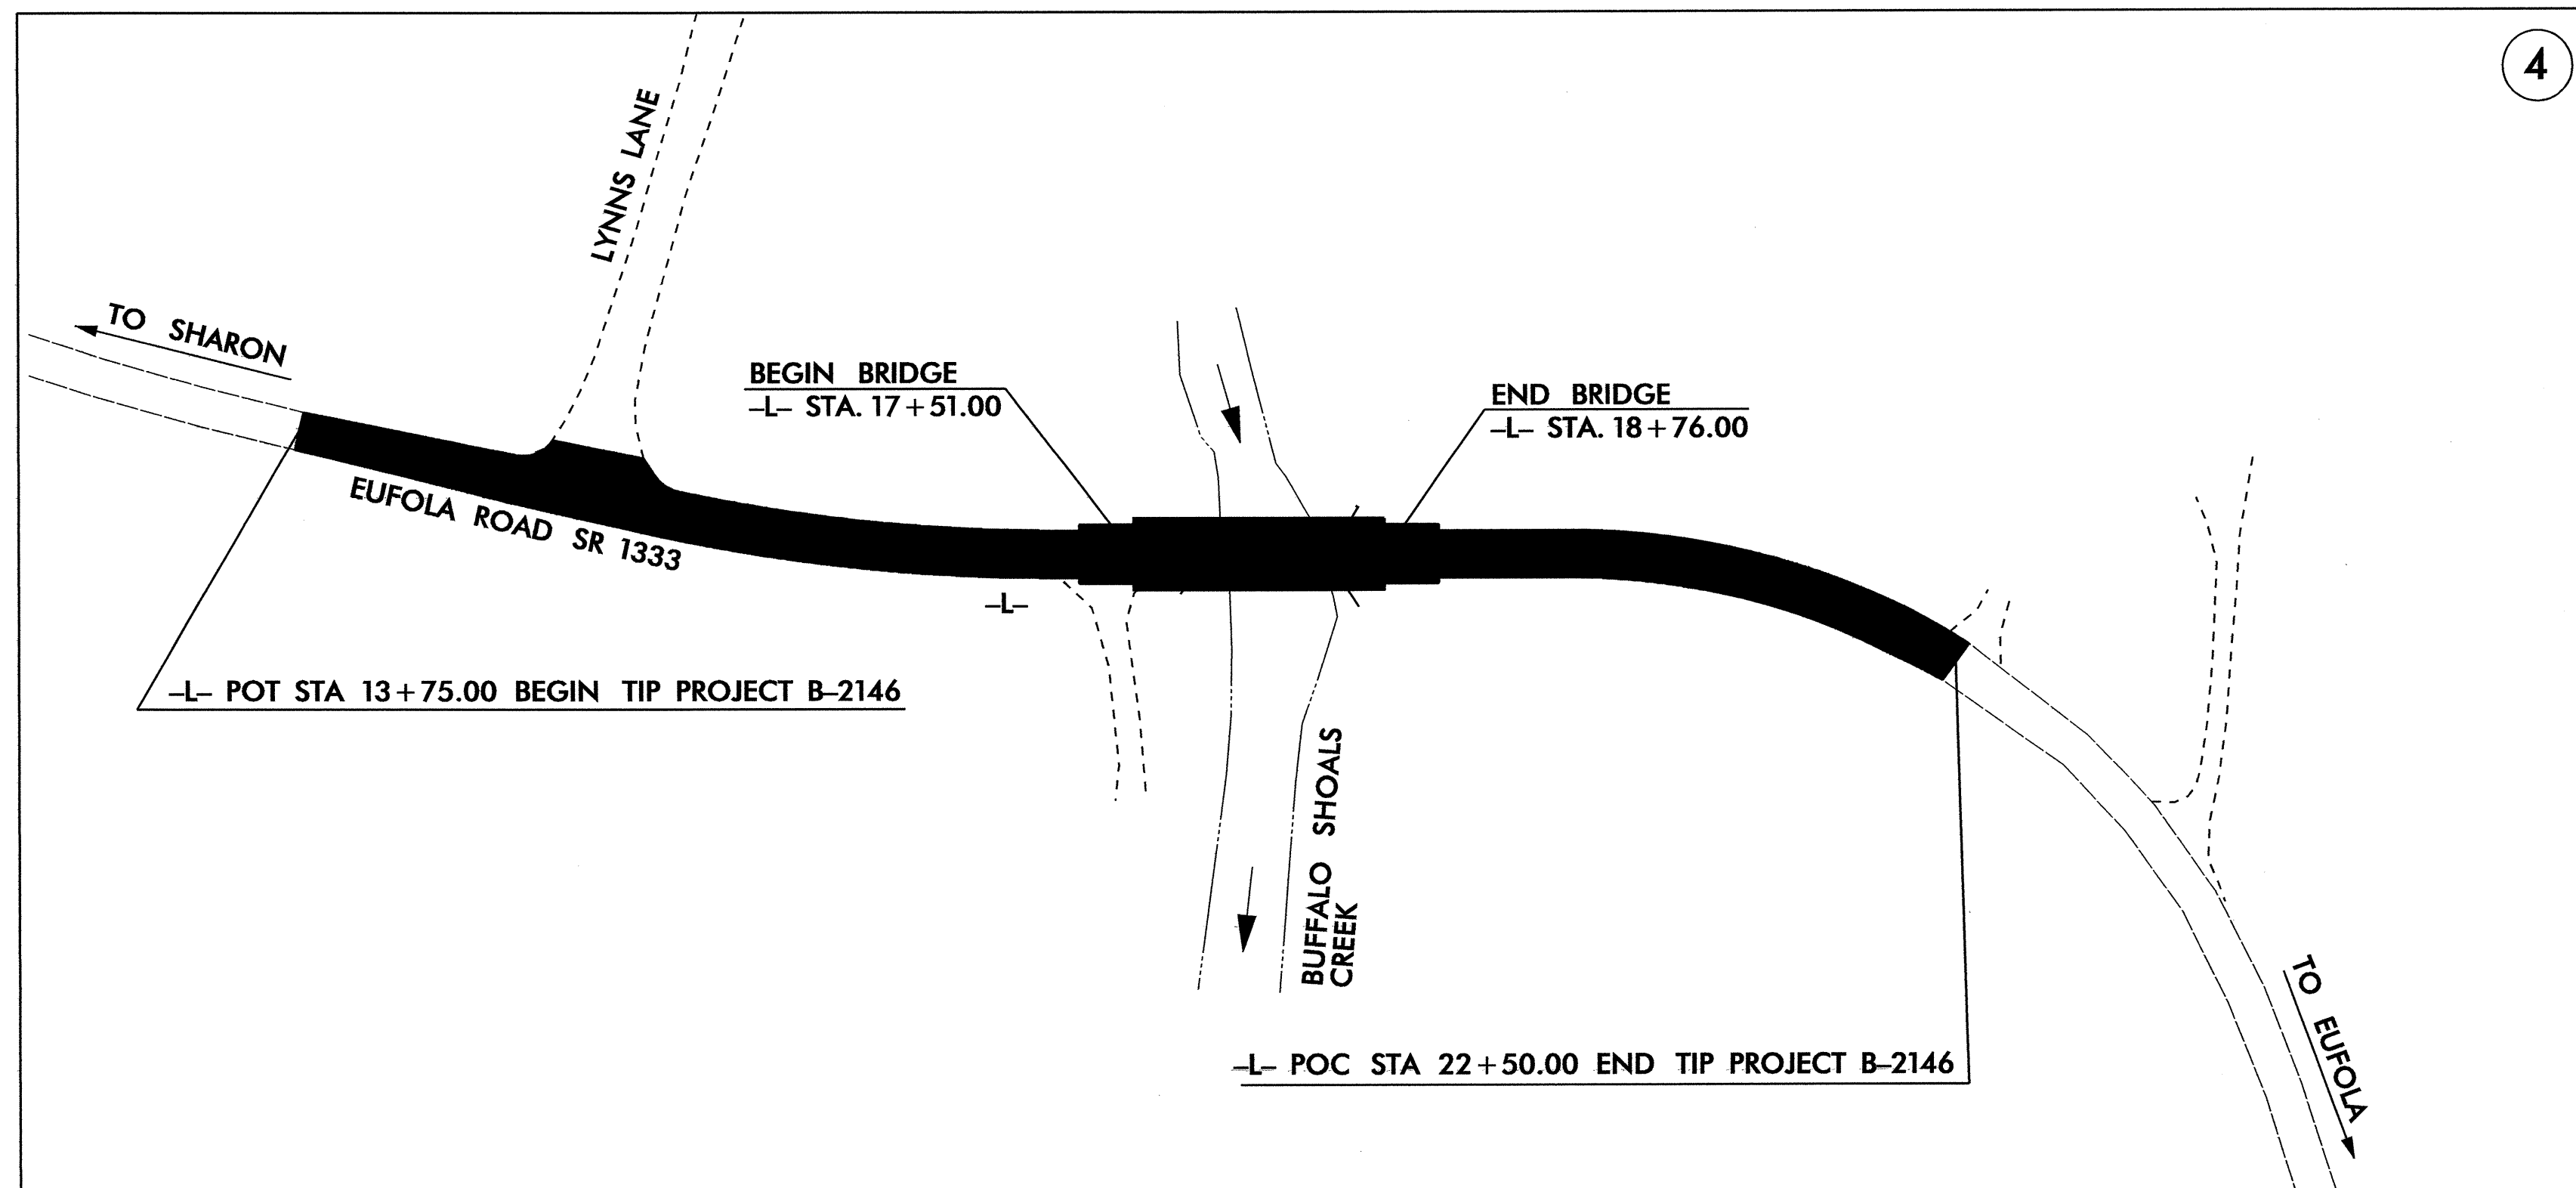 4
LYNNS LANE
TO SHARON
BEGIN BRIDGE
-L- STA. 17+51.00
END BRIDGE
-L- STA. 18+76.00
EUFOLA ROAD SR 1333
-L-
-L- POT STA 13+75.00 BEGIN TIP PROJECT B-2146
BUFFALO SHOALS
CREEK
-L- POC STA 22+50.00 END TIP PROJECT B-2146
TO EUFOLA